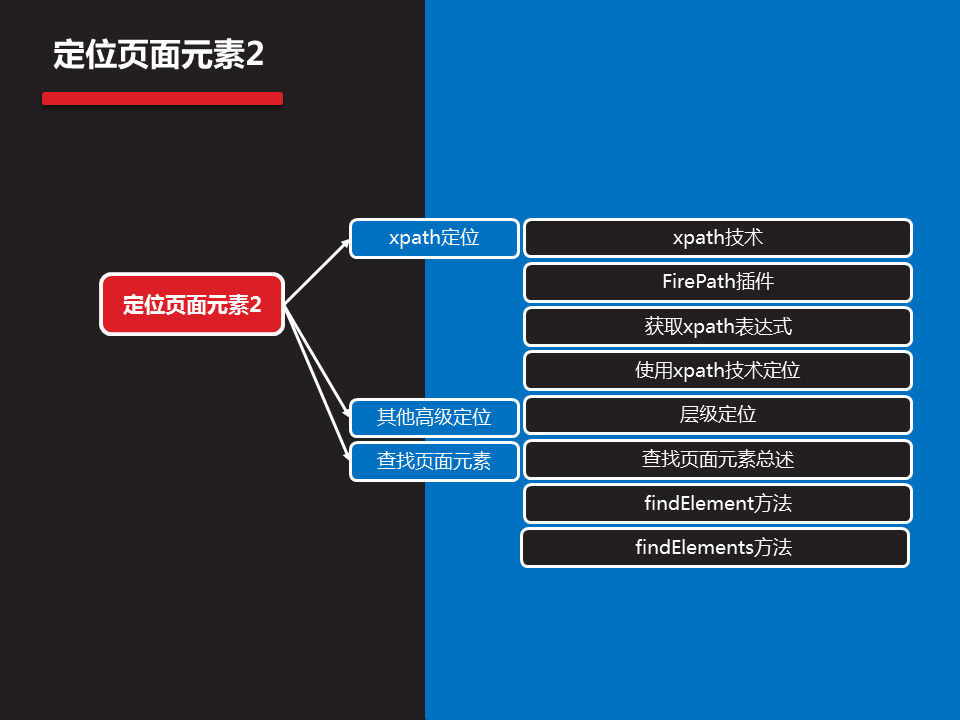 定位页面元素2
定位页面元素2
xpath定位
xpath技术
FirePath插件
获取xpath表达式
使用xpath技术定位
其他高级定位
层级定位
查找页面元素
查找页面元素总述
findElement方法
findElements方法